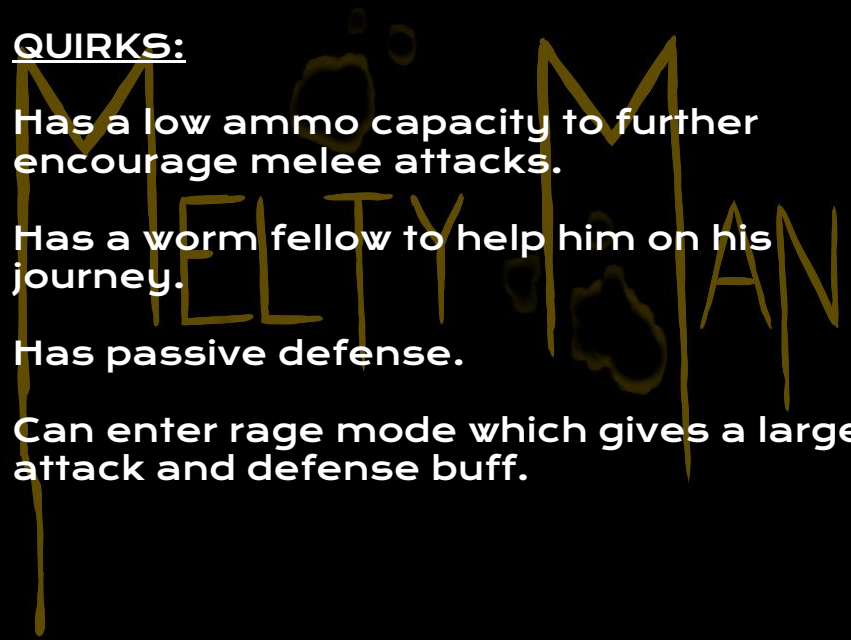 QUIRKS:
Has a low ammo capacity to further
encourage melee attacks.
Has a worm fellow to help him on his
journey.
Has passive defense.
Can enter rage mode which gives a large
attack and defense buff.
MELTY MAN